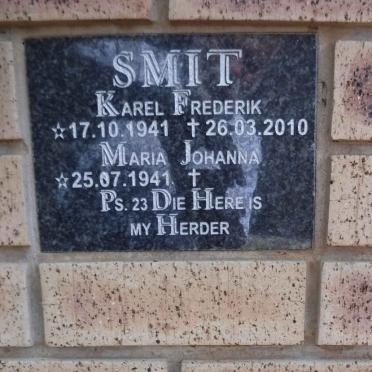 SMIT
KAREL FREDERIK
☆17.10.1941 ✝26.03.2010
MARIA JOHANNA
☆25.07.1941 ✝
PS. 23 DIE HERE IS
MY HERDER